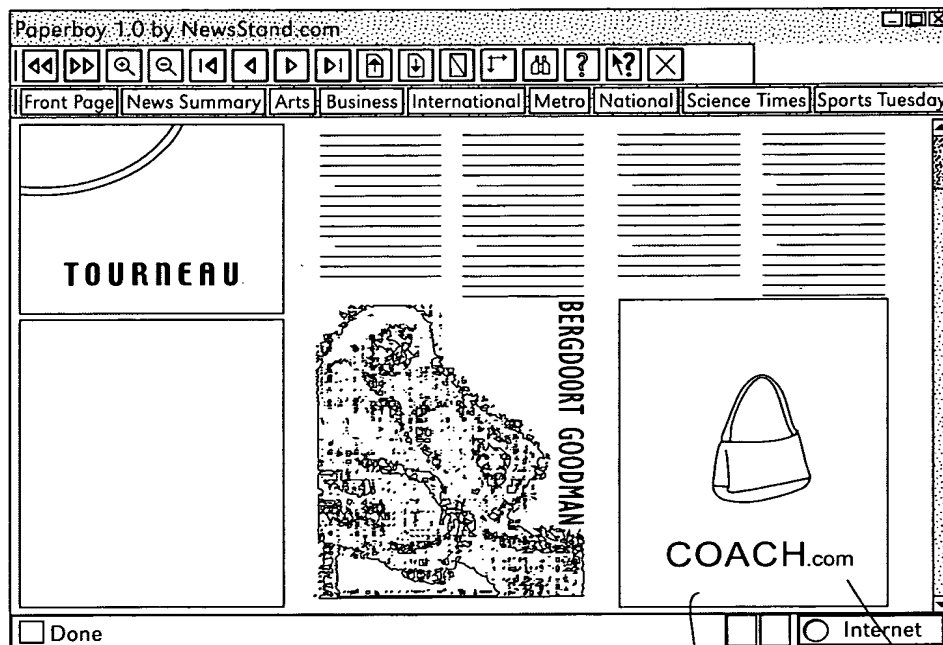 Paperboy 1.0 by NewsStand.com
Front Page News Summary Arts Business International Metro National Science Times Sports Tuesday
TOURNEAU
BERGDOORT GOODMAN
COACH.com
Done
Internet